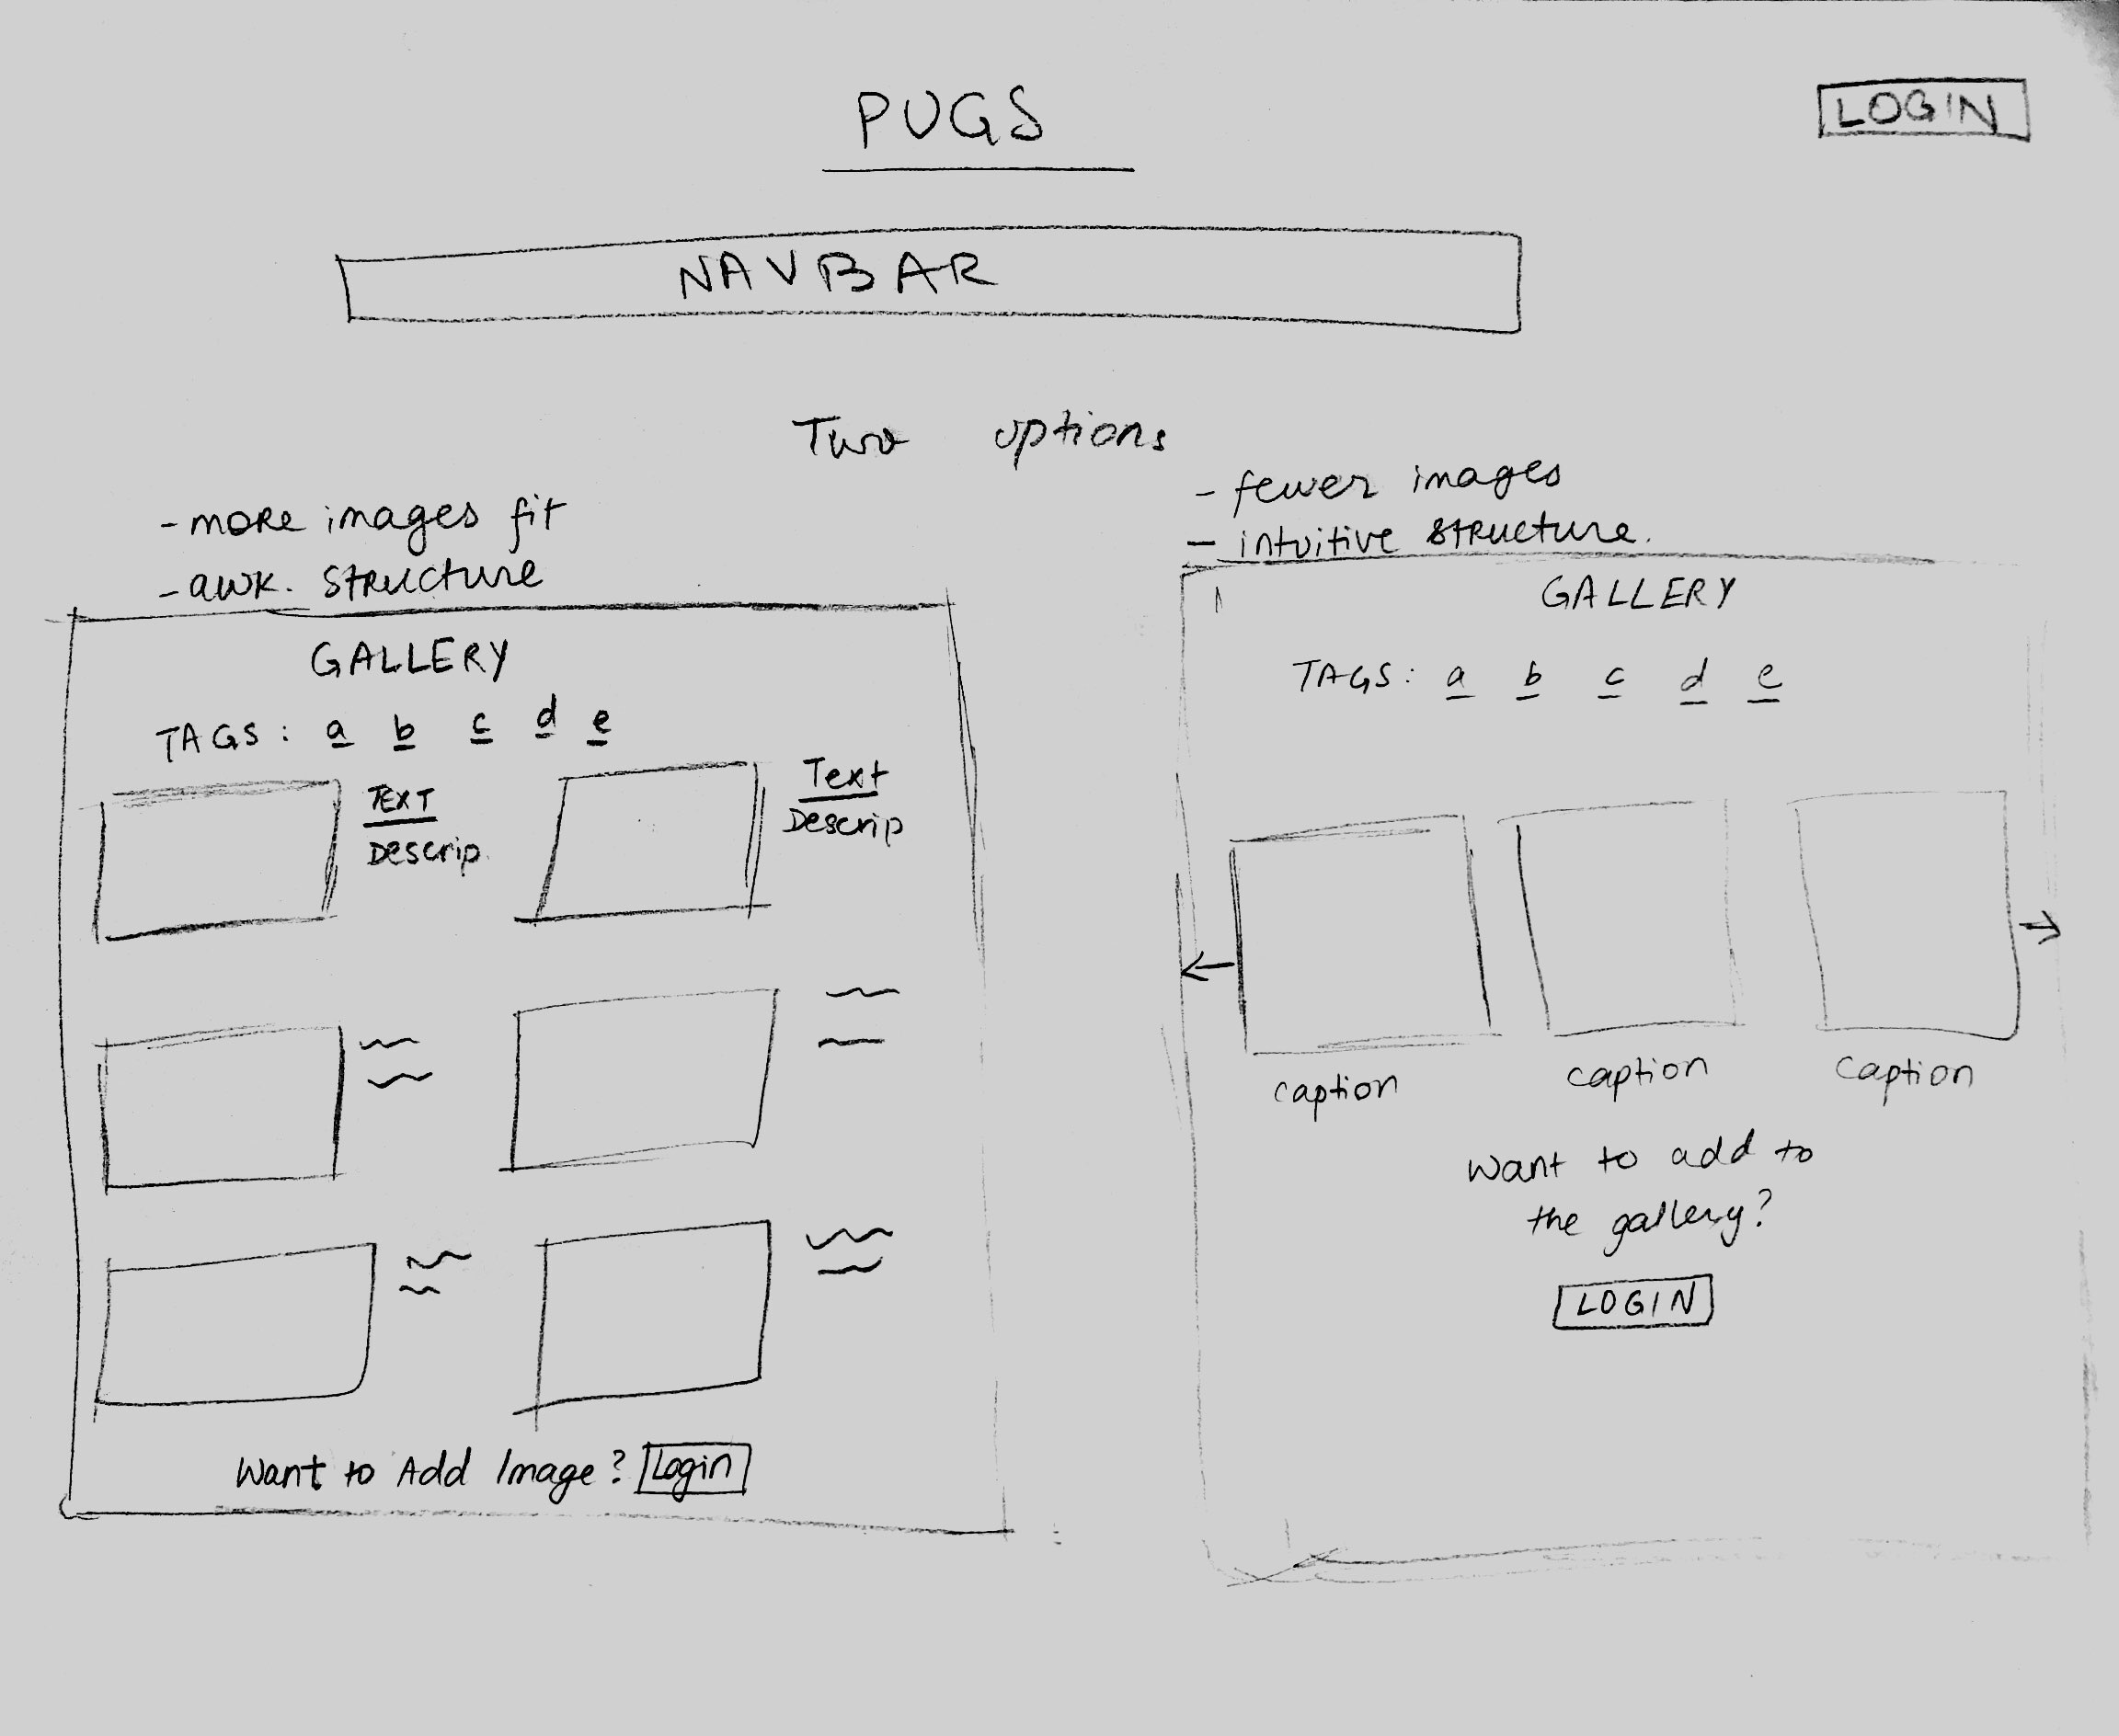 PUGS
LOGIN
NAVBAR
Two options
- more images fit
- awk. structure
GALLERY
TAGS: a b c d e
TEXT
Descrip.
Text
Descrip
Want to Add Image? Login
- fewer images
- intuitive structure.
GALLERY
TAGS: a b c d e
caption caption caption
want to add to
the gallery?
LOGIN